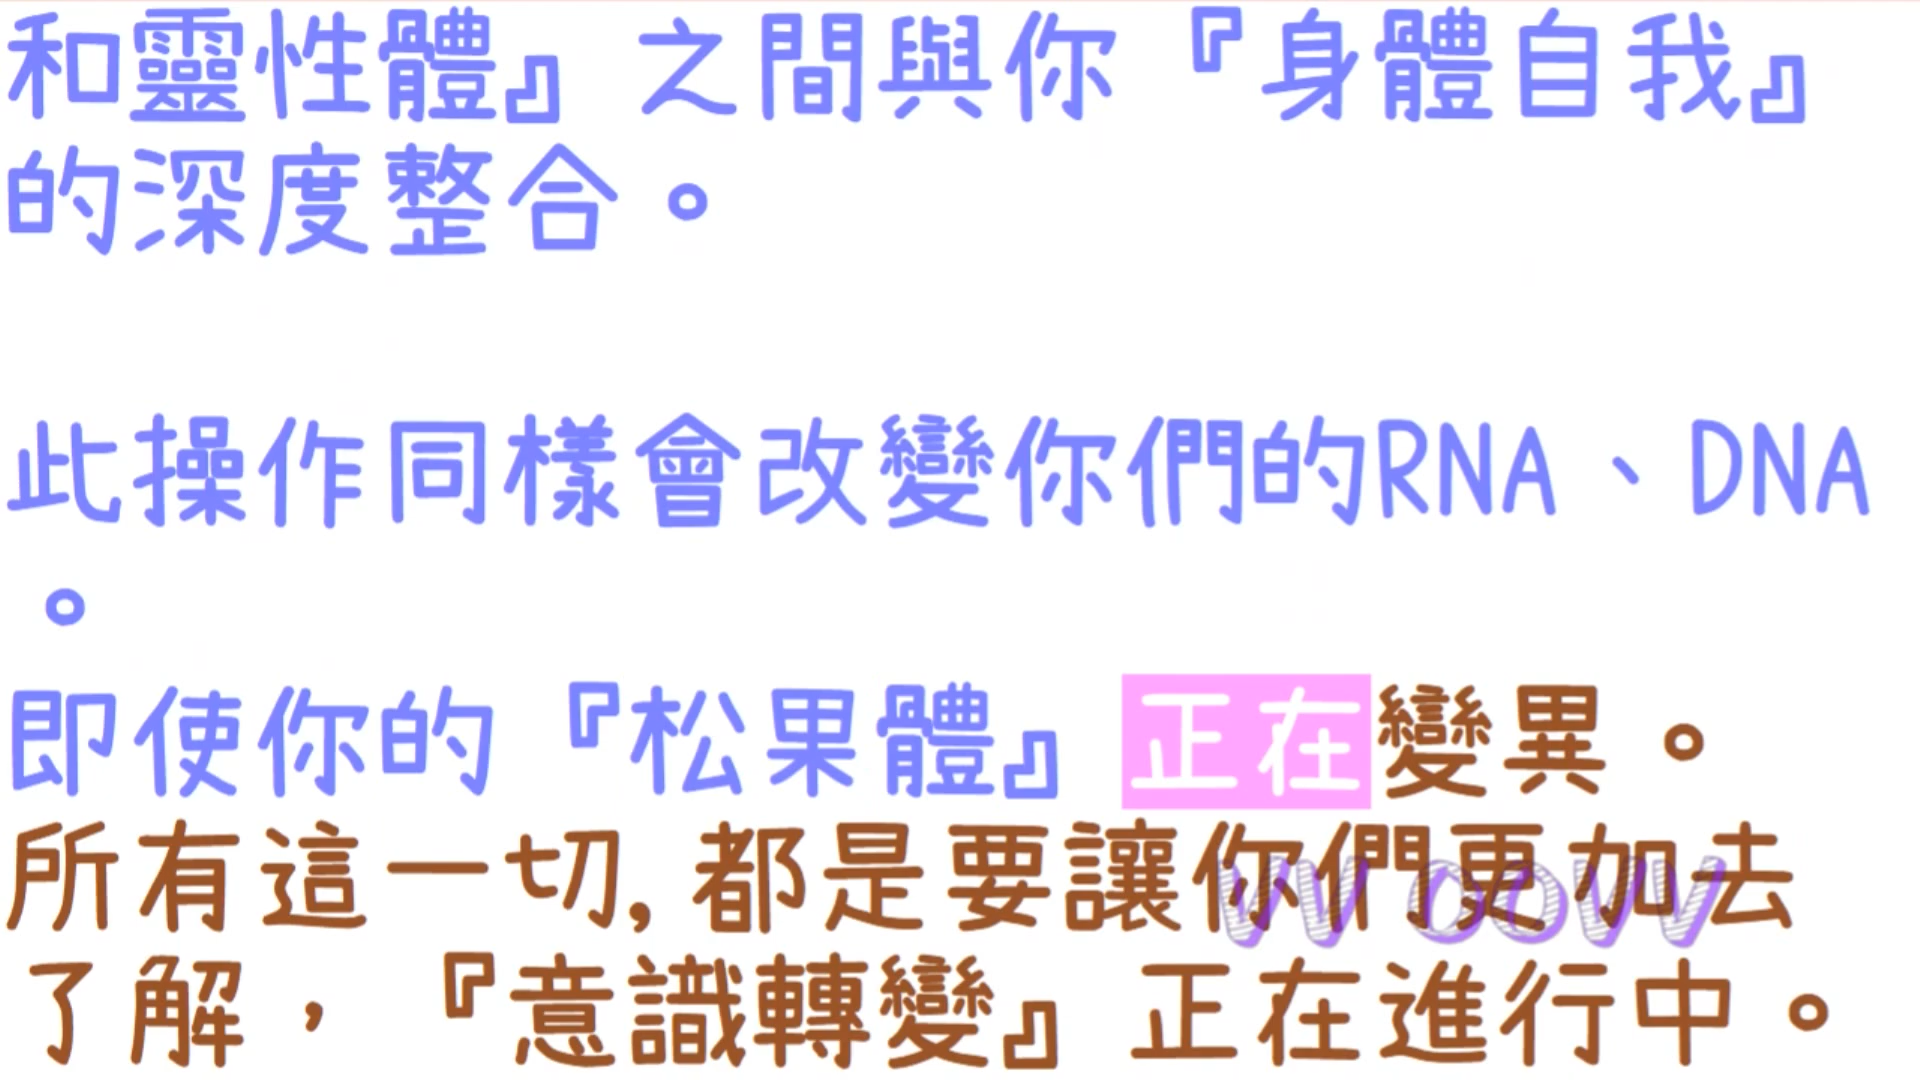 和靈性體』之間與你『身體自我』
的深度整合。
此操作同樣會改變你們的RNA、DNA
。
即使你的『松果體』正在變異。
所有這一切,都是要讓你們更加去
了解，『意識轉變』正在進行中。
W OOW